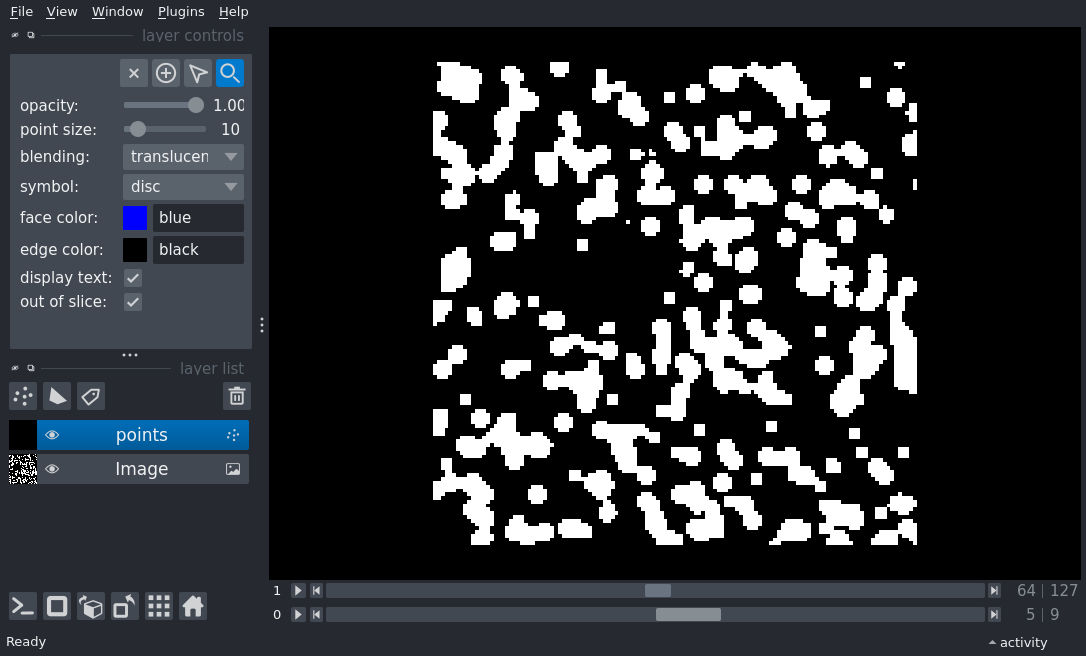 File View Window Plugins Help
layer controls
opacity: 1.00
point size: 10
blending: translucen
symbol: disc
face color: blue
edge color: black
display text:
out of slice:
layer list
points
Image
1 64 | 127
0 5 | 9
Ready activity